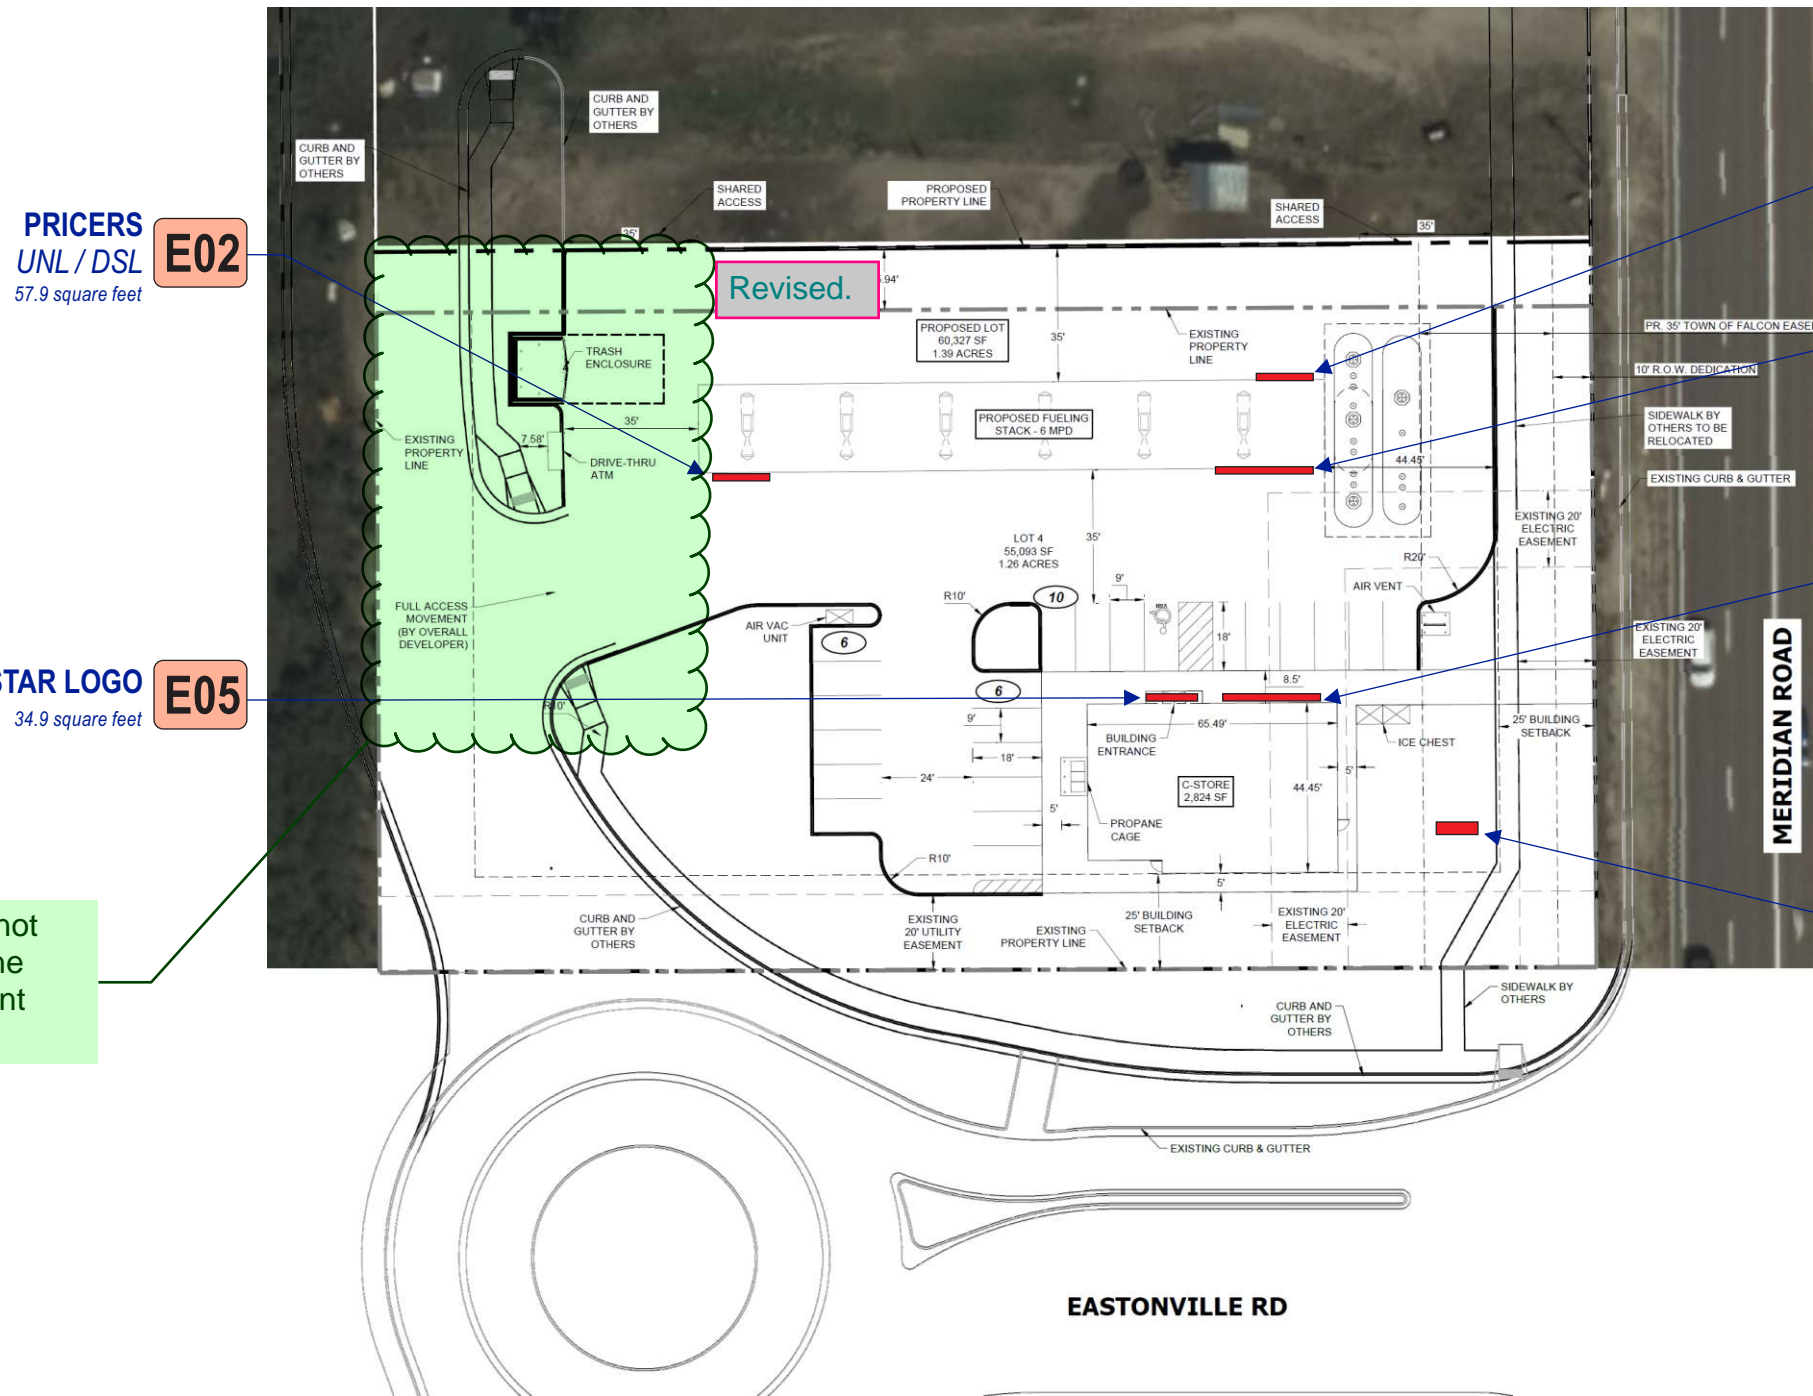 CURB AND
GUTTER BY
OTHERS
CURB AND
GUTTER BY
OTHERS
SHARED
ACCESS
PROPOSED
PROPERTY LINE
SHARED
ACCESS
35'
35'
PRICERS
UNL / DSL
57.9 square feet
E02
Revised.
.94'
PROPOSED LOT
60,327 SF
1.39 ACRES
35'
EXISTING
PROPERTY
LINE
PR. 35' TOWN OF FALCON
10' R.O.W. DEDICATION
TRASH
ENCLOSURE
PROPOSED FUELING
STACK - 6 MPD
SIDEWALK BY
OTHERS TO BE
RELOCATED
35'
7.58'
EXISTING
PROPERTY
LINE
DRIVE-THRU
ATM
44.45'
EXISTING CURB & GUTTER
EXISTING 20'
ELECTRIC
EASEMENT
LOT 4
55,093 SF
1.26 ACRES
35'
R20'
9'
AIR VENT
R10'
10
FULL ACCESS
MOVEMENT
(BY OVERALL
DEVELOPER)
AIR VAC
UNIT
6
18'
EXISTING 20'
ELECTRIC
EASEMENT
MERIDIAN ROAD
STAR LOGO
34.9 square feet
E05
6
8.5'
R10'
9'
65.49'
BUILDING
ENTRANCE
ICE CHEST
25' BUILDING
SETBACK
18'
24'
C-STORE
2,824 SF
44.45'
5'
5'
PROPANE
CAGE
R10'
5'
not
CURB AND
GUTTER BY
OTHERS
EXISTING
20' UTILITY
EASEMENT
EXISTING
PROPERTY LINE
25' BUILDING
SETBACK
EXISTING 20'
ELECTRIC
EASEMENT
SIDEWALK BY
OTHERS
CURB AND
GUTTER BY
OTHERS
EXISTING CURB & GUTTER
EASTONVILLE RD